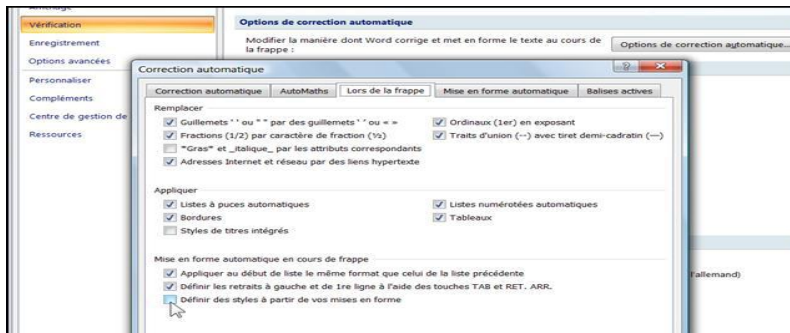 Affichage
Vérification
Enregistrement
Options avancées
Personnaliser
Compléments
Centre de gestion de
Ressources
Options de correction automatique
Modifier la manière dont Word corrige et met en forme le texte au cours de
la frappe :
Options de correction automatique...
Correction automatique
Correction automatique AutoMaths Lors de la frappe Mise en forme automatique Balises actives
Remplacer
Guillemets ' ' ou " " par des guillemets ' ' ou « » Ordinaux (1er) en exposant
Fractions (1/2) par caractère de fraction (½) Traits d'union (--) avec tiret demi-cadratin (—)
*Gras* et _italique_ par les attributs correspondants
Adresses Internet et réseau par des liens hypertexte
Appliquer
Listes à puces automatiques Listes numérotées automatiques
Bordures Tableaux
Styles de titres intégrés
Mise en forme automatique en cours de frappe
Appliquer au début de liste le même format que celui de la liste précédente
Définir les retraits à gauche et de 1re ligne à l'aide des touches TAB et RET. ARR.
Définir des styles à partir de vos mises en forme
l'allemand)